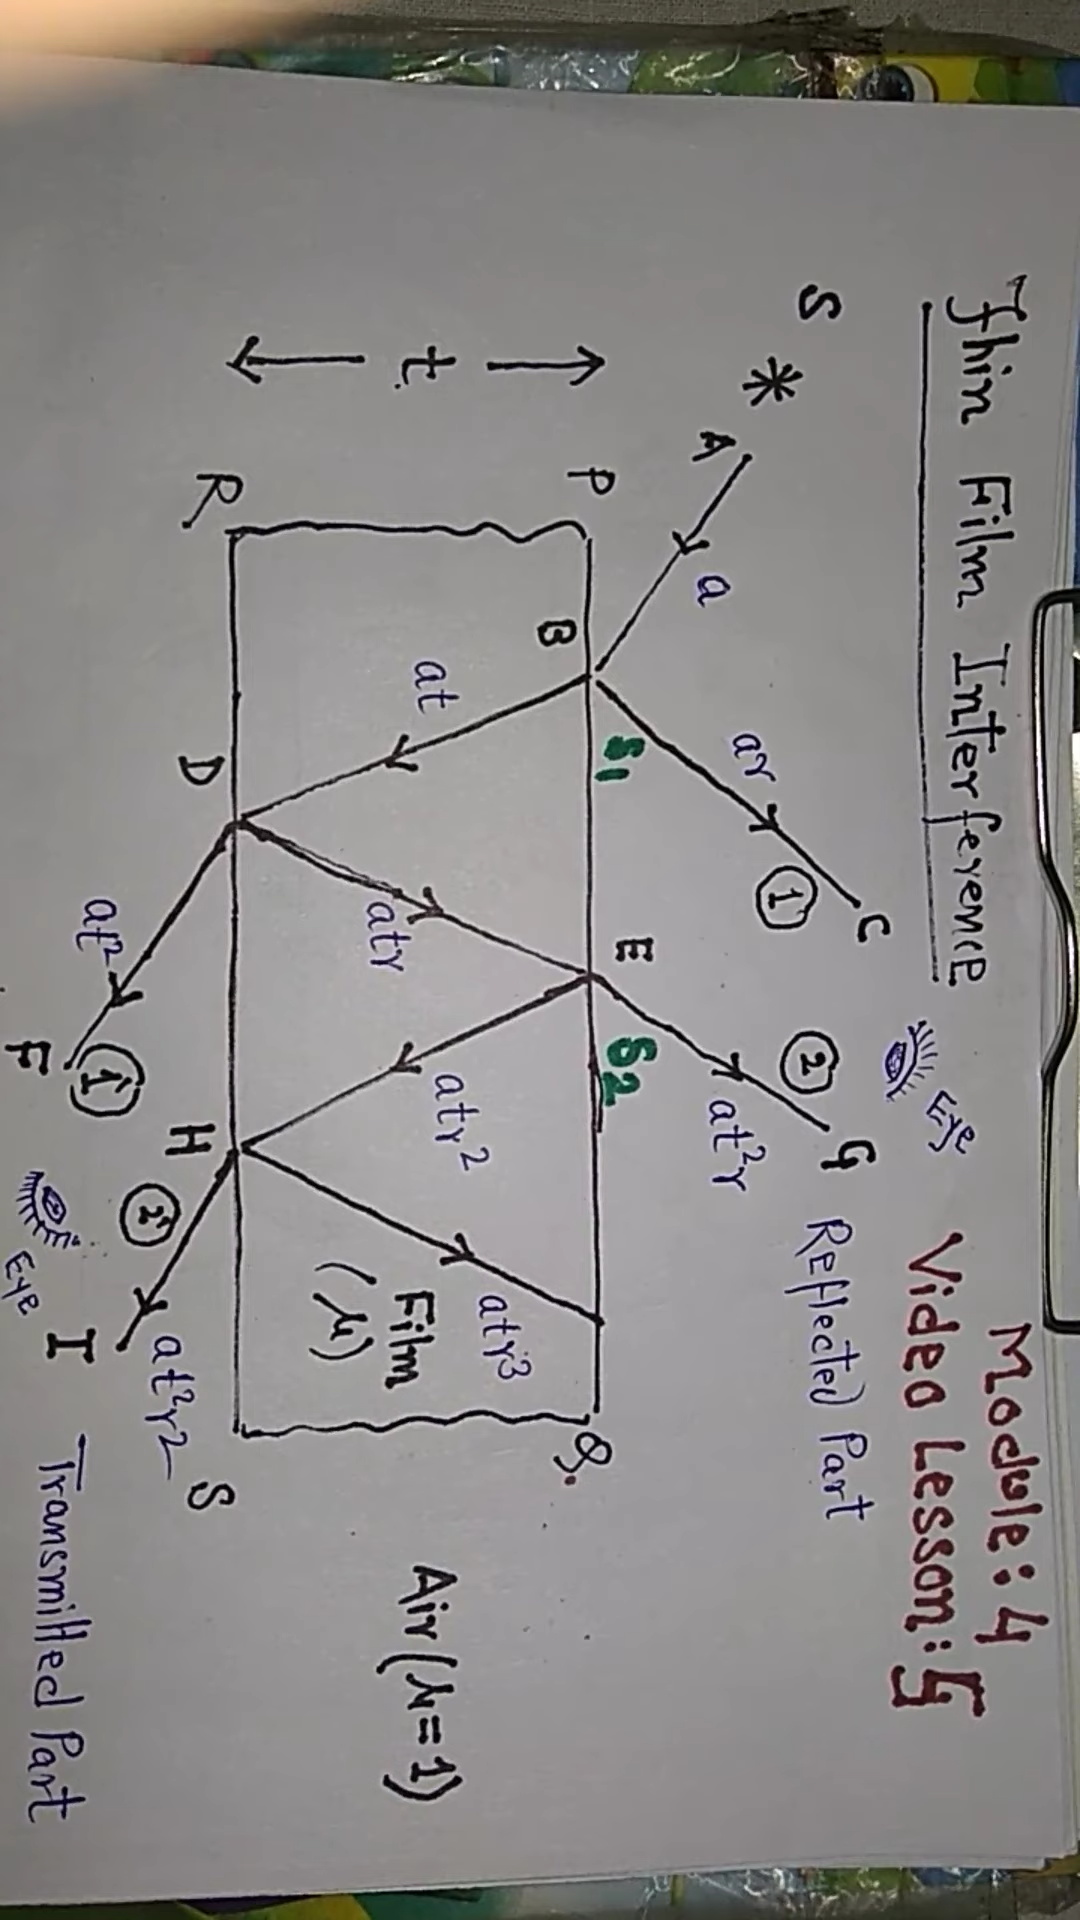 Thin Film Interference
Module: 4
Video Lesson: 5
S
A
a
C
ar
1
Eye
2
G
at²r
Reflected Part
P
B
S1
E
S2
Q.
t
at
atr
atr²
atr³
Film
(μ)
Air (μ=1)
R
D
H
S
at²
F
1'
2'
I
at²r²
Eye
Transmitted Part